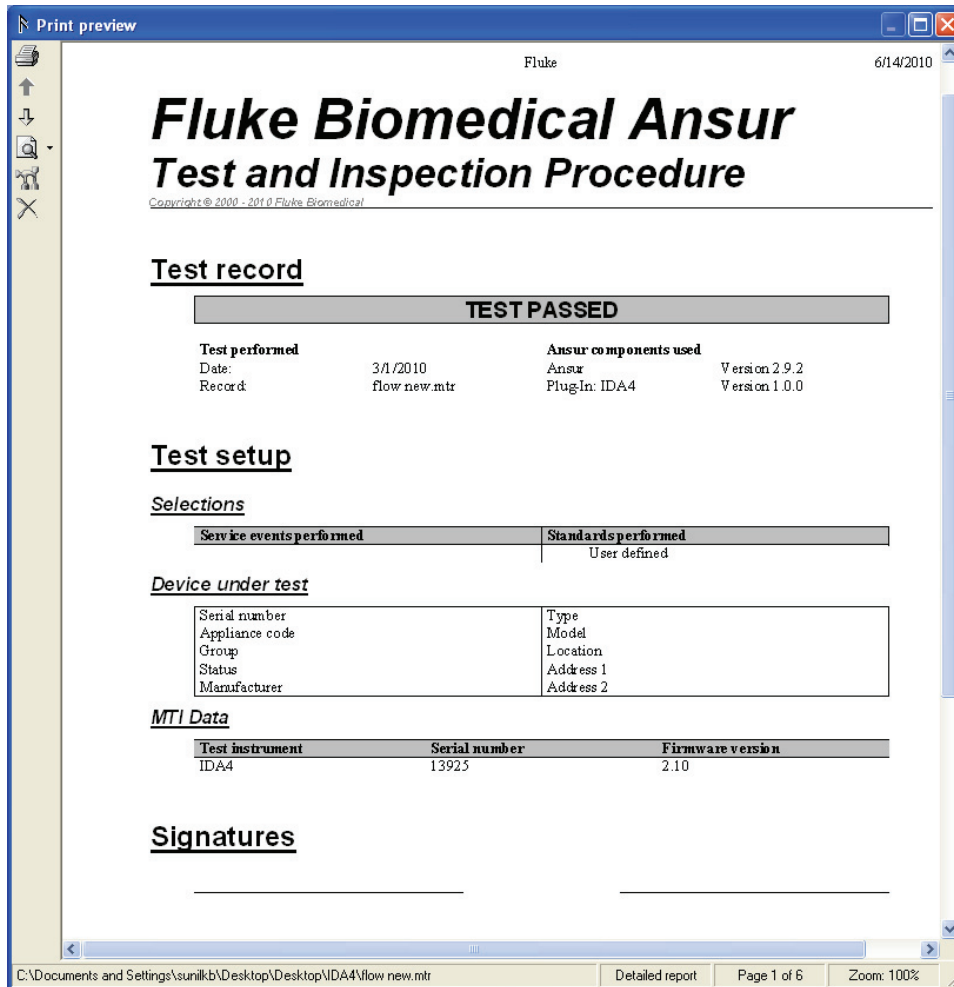 Print preview
Fluke 6/14/2010
Fluke Biomedical Ansur
Test and Inspection Procedure
Copyright © 2000 - 2010 Fluke Biomedical
Test record
TEST PASSED
Test performed Ansur components used
Date: 3/1/2010 Ansur Version 2.9.2
Record: flow new.mtr Plug-In: IDA4 Version 1.0.0
Test setup
Selections
Service events performed Standards performed
User defined
Device under test
Serial number Type
Appliance code Model
Group Location
Status Address 1
Manufacturer Address 2
MTI Data
Test instrument Serial number Firmware version
IDA4 13925 2.10
Signatures
C:\Documents and Settings\sunilkb\Desktop\Desktop\IDA4\flow new.mtr Detailed report Page 1 of 6 Zoom: 100%